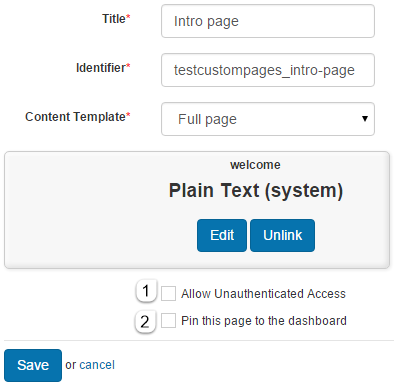 Title* Intro page
Identifier* testcustompages_intro-page
Content Template* Full page
welcome
Plain Text (system)
Edit Unlink
1 Allow Unauthenticated Access
2 Pin this page to the dashboard
Save or cancel